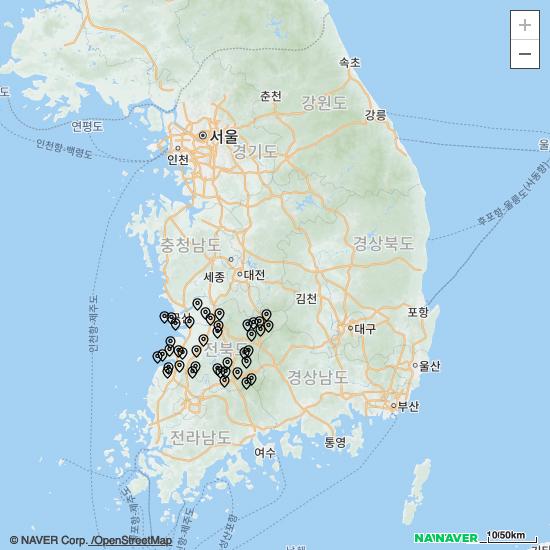 +
−
속초
춘천
강원도
강릉
연평도
서울
인천
경기도
인천항-백령도
후포항-울릉도(사동항)
충청남도
경상북도
세종
대전
인천항-제주도
김천
포항
대구
전북도
경상남도
울산
부산
전라남도
여수
통영
© NAVER Corp. /OpenStreetMap
NAVER
10/50km